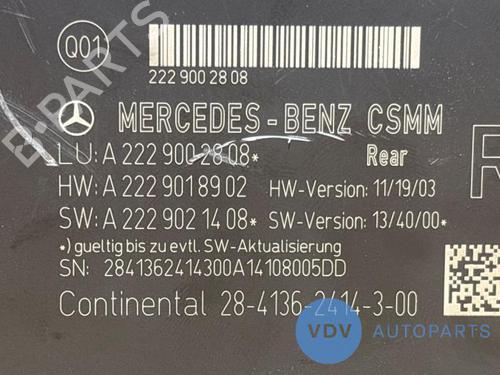 Q01
222 900 28 08
MERCEDES-BENZ CSMM
LU: A 222 900 28 08* Rear
HW: A 222 901 89 02 HW-Version: 11/19/03
SW: A 222 902 14 08* SW-Version: 13/40/00*
*) gueltig bis zu evtl. SW-Aktualisierung
SN: 2841362414300A14108005DD
Continental 28-4136-2414-3-00
R
B-PARTS
VDV AUTOPARTS